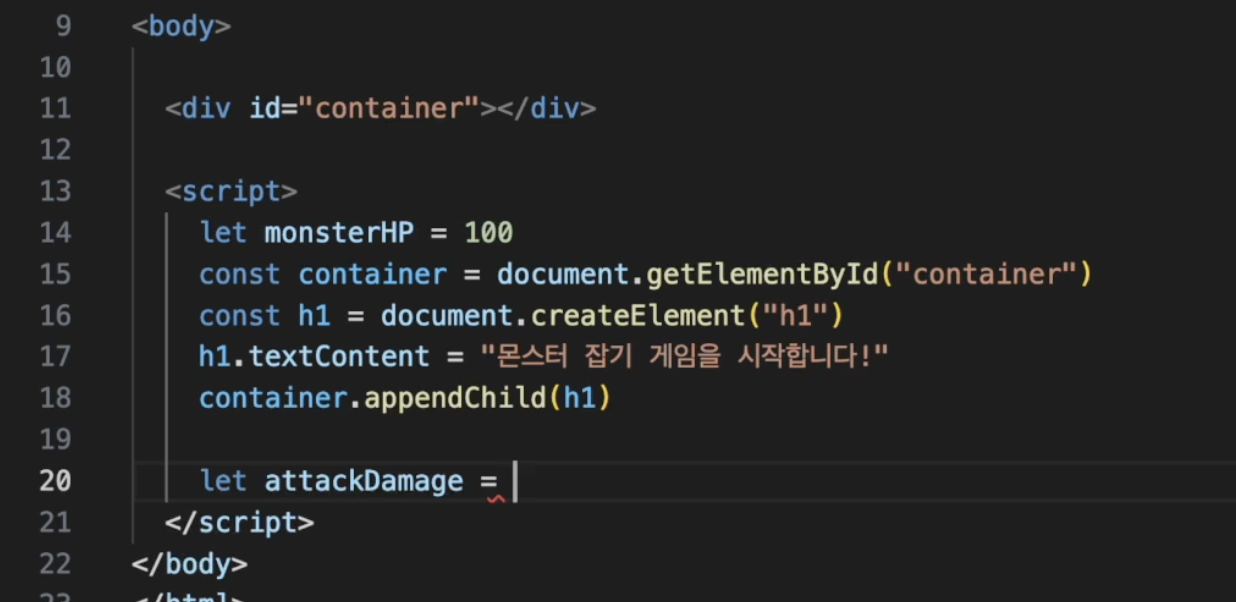 9 <body>
10
11 <div id="container"></div>
12
13 <script>
14 let monsterHP = 100
15 const container = document.getElementById("container")
16 const h1 = document.createElement("h1")
17 h1.textContent = "몬스터 잡기 게임을 시작합니다!"
18 container.appendChild(h1)
19
20 let attackDamage =
21 </script>
22 </body>
23 </html>